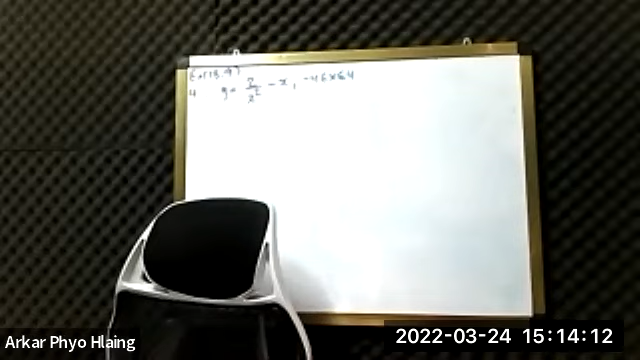 Ex(13.4)
4 y = 2/x² - x, -4≤x≤4
Arkar Phyo Hlaing
2022-03-24 15:14:12